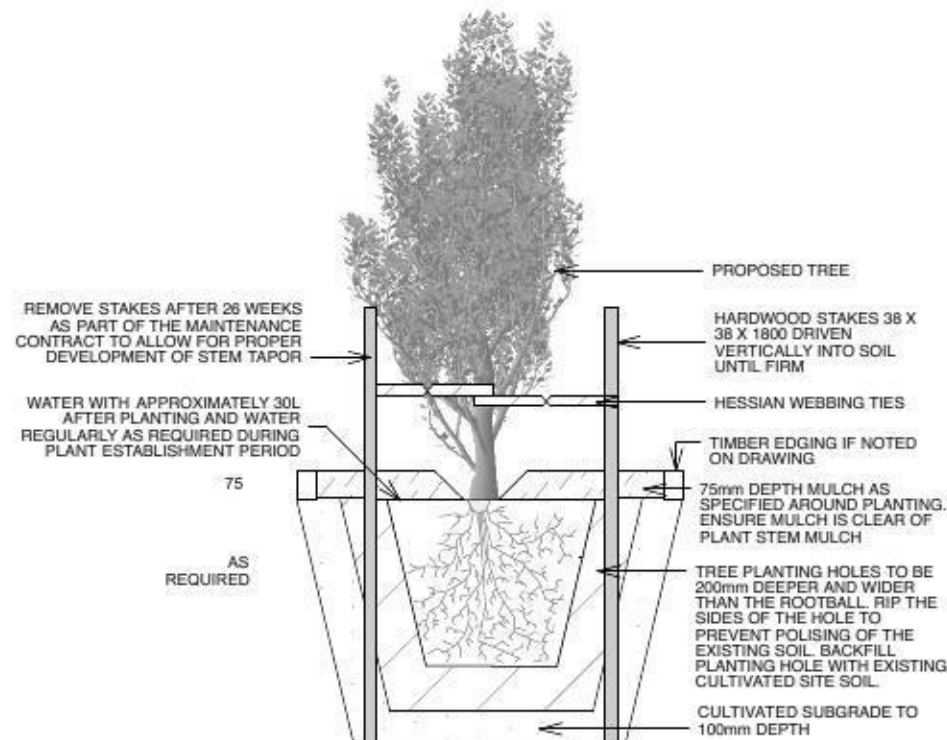 REMOVE STAKES AFTER 26 WEEKS
AS PART OF THE MAINTENANCE
CONTRACT TO ALLOW FOR PROPER
DEVELOPMENT OF STEM TAPOR
WATER WITH APPROXIMATELY 30L
AFTER PLANTING AND WATER
REGULARLY AS REQUIRED DURING
PLANT ESTABLISHMENT PERIOD
75
AS
REQUIRED
PROPOSED TREE
HARDWOOD STAKES 38 X
38 X 1800 DRIVEN
VERTICALLY INTO SOIL
UNTIL FIRM
HESSIAN WEBBING TIES
TIMBER EDGING IF NOTED
ON DRAWING
75mm DEPTH MULCH AS
SPECIFIED AROUND PLANTING.
ENSURE MULCH IS CLEAR OF
PLANT STEM MULCH
TREE PLANTING HOLES TO BE
200mm DEEPER AND WIDER
THAN THE ROOTBALL. RIP THE
SIDES OF THE HOLE TO
PREVENT POLISING OF THE
EXISTING SOIL. BACKFILL
PLANTING HOLE WITH EXISTING
CULTIVATED SITE SOIL.
CULTIVATED SUBGRADE TO
100mm DEPTH